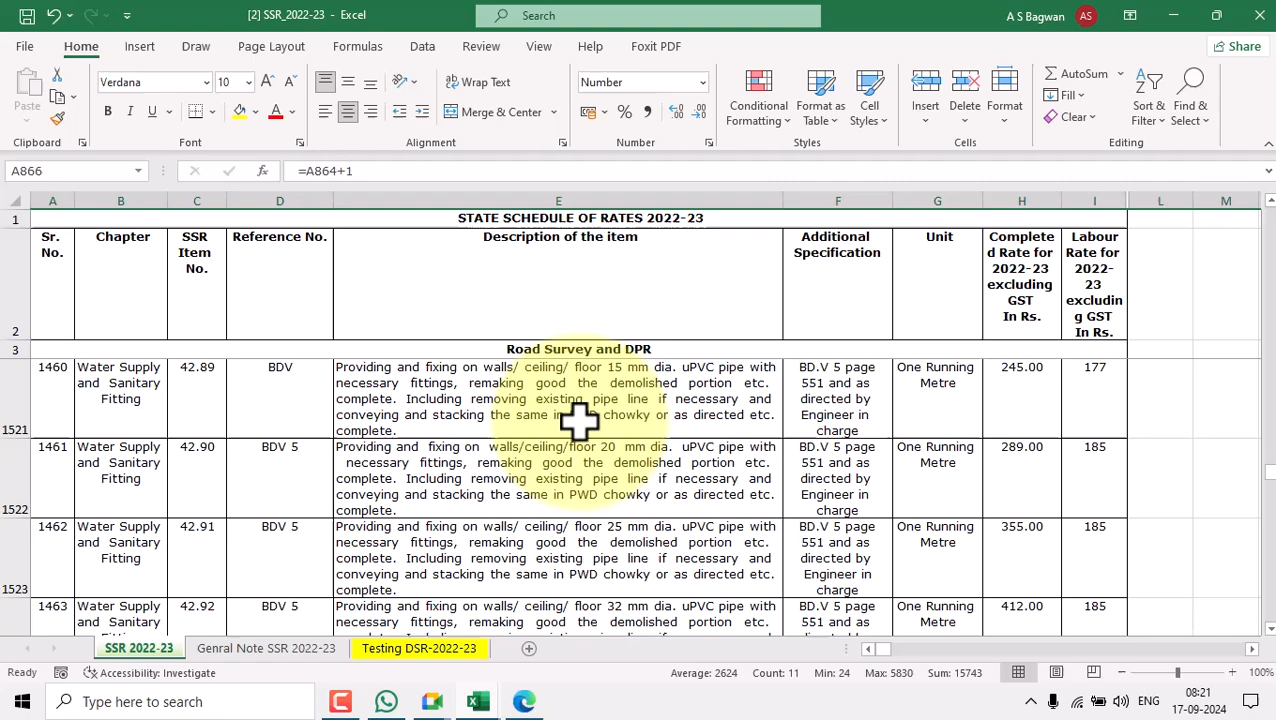 [2] SSR_2022-23 - Excel
Search
A S Bagwan
AS
File
Home
Insert
Draw
Page Layout
Formulas
Data
Review
View
Help
Foxit PDF
Share
Paste
Verdana
10
Wrap Text
Merge & Center
Number
Conditional Formatting
Format as Table
Cell Styles
Insert
Delete
Format
AutoSum
Fill
Clear
Sort & Filter
Find & Select
Clipboard
Font
Alignment
Number
Styles
Cells
Editing
A866
=A864+1
A B C D E F G H I L M
1 STATE SCHEDULE OF RATES 2022-23
Sr. No.
Chapter
SSR Item No.
Reference No.
Description of the item
Additional Specification
Unit
Complete
d Rate for
2022-23
excluding
GST
In Rs.
Labour
Rate for
2022-
23
excludin
g GST
In Rs.
2
3 Road Survey and DPR
1460
Water Supply
and Sanitary
Fitting
42.89
BDV
Providing and fixing on walls/ ceiling/ floor 15 mm dia. uPVC pipe with
necessary fittings, remaking good the demolished portion etc.
complete. Including removing existing pipe line if necessary and
conveying and stacking the same in chowky or as directed etc.
complete.
BD.V 5 page
551 and as
directed by
Engineer in
charge
One Running
Metre
245.00
177
1521
1461
Water Supply
and Sanitary
Fitting
42.90
BDV 5
Providing and fixing on walls/ceiling/floor 20 mm dia. uPVC pipe with
necessary fittings, remaking good the demolished portion etc.
complete. Including removing existing pipe line if necessary and
conveying and stacking the same in PWD chowky or as directed etc.
complete.
BD.V 5 page
551 and as
directed by
Engineer in
charge
One Running
Metre
289.00
185
1522
1462
Water Supply
and Sanitary
Fitting
42.91
BDV 5
Providing and fixing on walls/ ceiling/ floor 25 mm dia. uPVC pipe with
necessary fittings, remaking good the demolished portion etc.
complete. Including removing existing pipe line if necessary and
conveying and stacking the same in PWD chowky or as directed etc.
complete.
BD.V 5 page
551 and as
directed by
Engineer in
charge
One Running
Metre
355.00
185
1523
1463
Water Supply
and Sanitary
42.92
BDV 5
Providing and fixing on walls/ ceiling/ floor 32 mm dia. uPVC pipe with
BD.V 5 page
551 and as
One Running
Metre
412.00
185
SSR 2022-23
Genral Note SSR 2022-23
Testing DSR-2022-23
Ready
Accessibility: Investigate
Average: 2624
Count: 11
Min: 24
Max: 5830
Sum: 15743
100%
Type here to search
08:21
17-09-2024